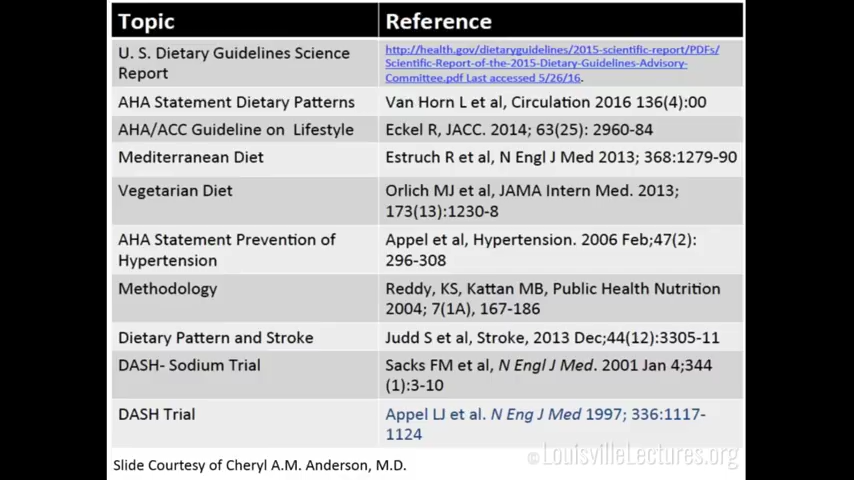 Topic Reference
U. S. Dietary Guidelines Science
Report
http://health.gov/dietaryguidelines/2015-scientific-report/PDFs/
Scientific-Report-of-the-2015-Dietary-Guidelines-Advisory-
Committee.pdf Last accessed 5/26/16.
AHA Statement Dietary Patterns Van Horn L et al, Circulation 2016 136(4):00
AHA/ACC Guideline on Lifestyle Eckel R, JACC. 2014; 63(25): 2960-84
Mediterranean Diet Estruch R et al, N Engl J Med 2013; 368:1279-90
Vegetarian Diet Orlich MJ et al, JAMA Intern Med. 2013;
173(13):1230-8
AHA Statement Prevention of
Hypertension
Appel et al, Hypertension. 2006 Feb;47(2):
296-308
Methodology Reddy, KS, Kattan MB, Public Health Nutrition
2004; 7(1A), 167-186
Dietary Pattern and Stroke Judd S et al, Stroke, 2013 Dec;44(12):3305-11
DASH- Sodium Trial Sacks FM et al, N Engl J Med. 2001 Jan 4;344
(1):3-10
DASH Trial Appel LJ et al. N Eng J Med 1997; 336:1117-
1124
Slide Courtesy of Cheryl A.M. Anderson, M.D.
©LouisvilleLectures.org